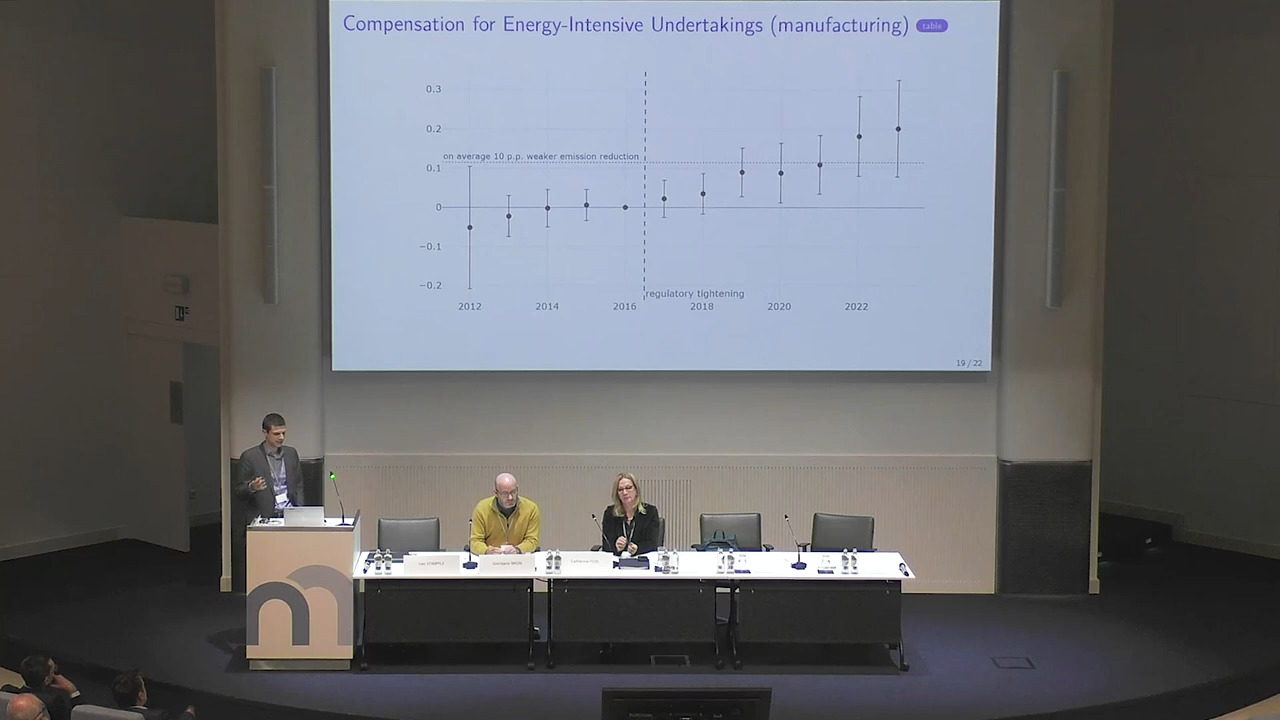 Compensation for Energy-Intensive Undertakings (manufacturing) table
0.3
0.2
on average 10 p.p. weaker emission reduction
0.1
0
−0.1
−0.2
regulatory tightening
2012 2014 2016 2018 2020 2022
19 / 22